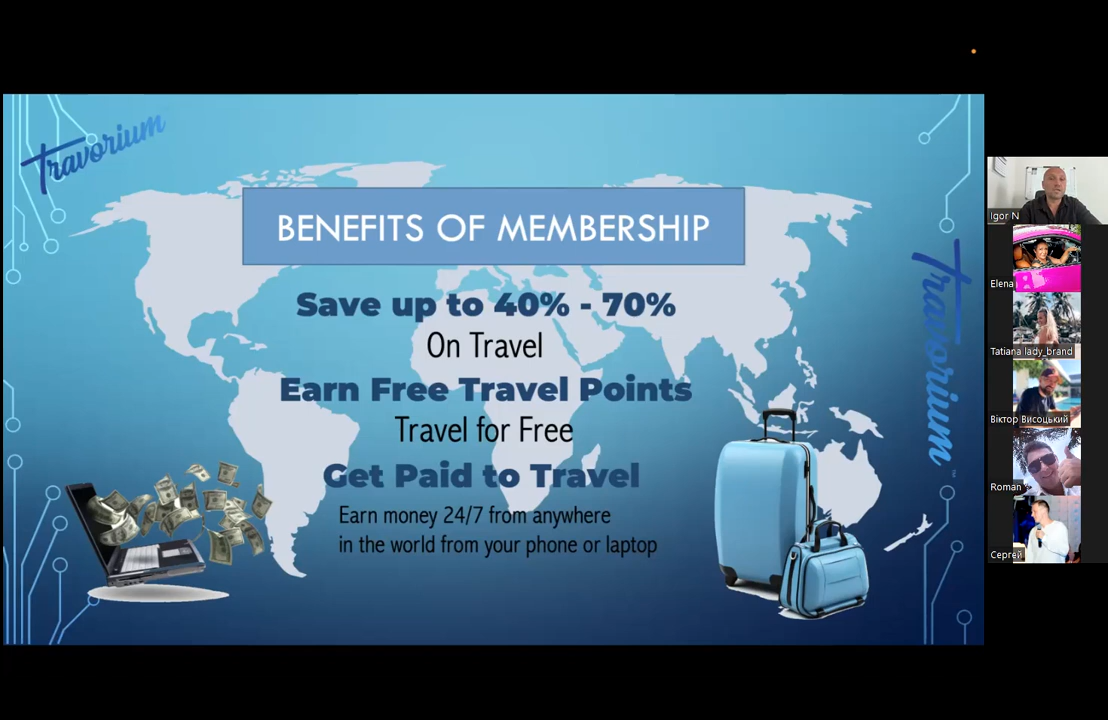 Travorium
BENEFITS OF MEMBERSHIP
Save up to 40% - 70%
On Travel
Earn Free Travel Points
Travel for Free
Get Paid to Travel
Earn money 24/7 from anywhere
in the world from your phone or laptop
Travorium™
Igor N
Elena
Tatiana lady_brand
Віктор Висоцький
Roman
Сергей